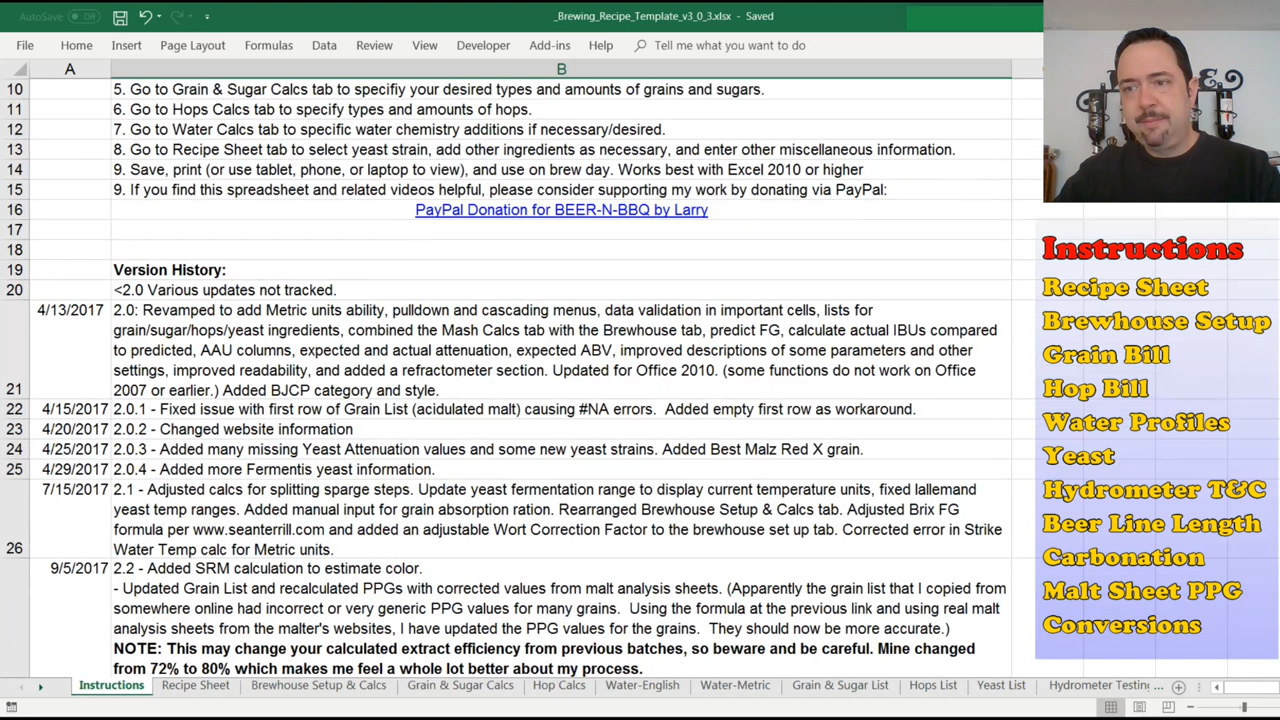 AutoSave Off
_Brewing_Recipe_Template_v3_0_3.xlsx - Saved
File Home Insert Page Layout Formulas Data Review View Developer Add-ins Help Tell me what you want to do
A B
10 5. Go to Grain & Sugar Calcs tab to specifiy your desired types and amounts of grains and sugars.
11 6. Go to Hops Calcs tab to specify types and amounts of hops.
12 7. Go to Water Calcs tab to specific water chemistry additions if necessary/desired.
13 8. Go to Recipe Sheet tab to select yeast strain, add other ingredients as necessary, and enter other miscellaneous information.
14 9. Save, print (or use tablet, phone, or laptop to view), and use on brew day. Works best with Excel 2010 or higher
15 9. If you find this spreadsheet and related videos helpful, please consider supporting my work by donating via PayPal:
16 PayPal Donation for BEER-N-BBQ by Larry
17
18
19 Version History:
20 <2.0 Various updates not tracked.
4/13/2017 2.0: Revamped to add Metric units ability, pulldown and cascading menus, data validation in important cells, lists for
grain/sugar/hops/yeast ingredients, combined the Mash Calcs tab with the Brewhouse tab, predict FG, calculate actual IBUs compared
to predicted, AAU columns, expected and actual attenuation, expected ABV, improved descriptions of some parameters and other
settings, improved readability, and added a refractometer section. Updated for Office 2010. (some functions do not work on Office
21 2007 or earlier.) Added BJCP category and style.
22 4/15/2017 2.0.1 - Fixed issue with first row of Grain List (acidulated malt) causing #NA errors. Added empty first row as workaround.
23 4/20/2017 2.0.2 - Changed website information
24 4/25/2017 2.0.3 - Added many missing Yeast Attenuation values and some new yeast strains. Added Best Malz Red X grain.
25 4/29/2017 2.0.4 - Added more Fermentis yeast information.
7/15/2017 2.1 - Adjusted calcs for splitting sparge steps. Update yeast fermentation range to display current temperature units, fixed lallemand
yeast temp ranges. Added manual input for grain absorption ration. Rearranged Brewhouse Setup & Calcs tab. Adjusted Brix FG
formula per www.seanterrill.com and added an adjustable Wort Correction Factor to the brewhouse set up tab. Corrected error in Strike
26 Water Temp calc for Metric units.
9/5/2017 2.2 - Added SRM calculation to estimate color.
- Updated Grain List and recalculated PPGs with corrected values from malt analysis sheets. (Apparently the grain list that I copied from
somewhere online had incorrect or very generic PPG values for many grains. Using the formula at the previous link and using real malt
analysis sheets from the malter's websites, I have updated the PPG values for the grains. They should now be more accurate.)
NOTE: This may change your calculated extract efficiency from previous batches, so beware and be careful. Mine changed
from 72% to 80% which makes me feel a whole lot better about my process.
Instructions Recipe Sheet Brewhouse Setup & Calcs Grain & Sugar Calcs Hop Calcs Water-English Water-Metric Grain & Sugar List Hops List Yeast List Hydrometer Testing ...
Instructions
Recipe Sheet
Brewhouse Setup
Grain Bill
Hop Bill
Water Profiles
Yeast
Hydrometer T&C
Beer Line Length
Carbonation
Malt Sheet PPG
Conversions